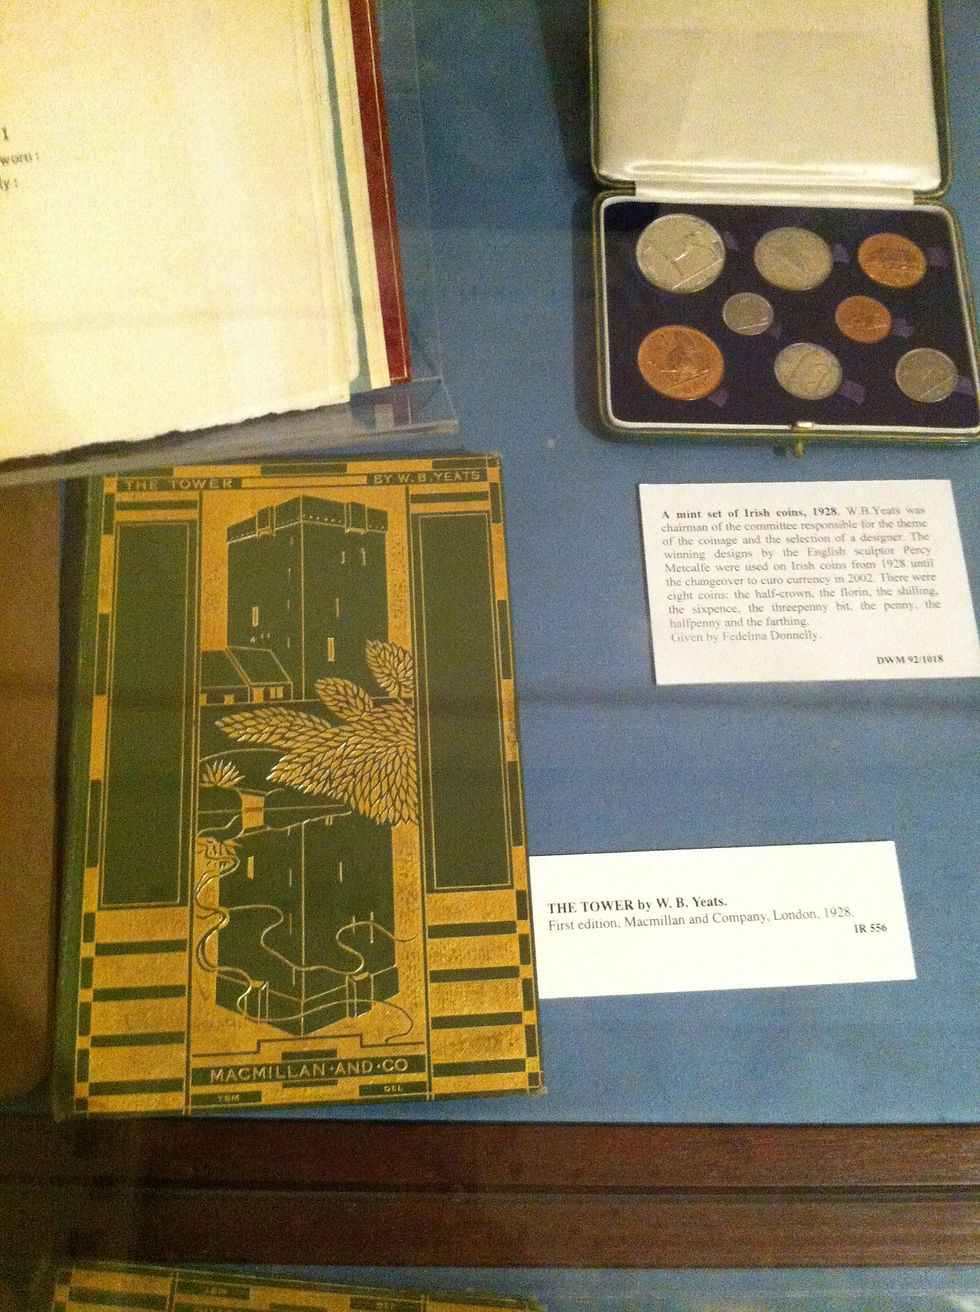 1
THE TOWER BY W.B. YEATS
MACMILLAN·AND·CO
TSM DEL
A mint set of Irish coins, 1928. W.B.Yeats was
chairman of the committee responsible for the theme
of the coinage and the selection of a designer. The
winning designs by the English sculptor Percy
Metcalfe were used on Irish coins from 1928 until
the changeover to euro currency in 2002. There were
eight coins: the half-crown, the florin, the shilling,
the sixpence, the threepenny bit, the penny, the
halfpenny and the farthing.
Given by Fedelma Donnelly.
DWM 92/1018
THE TOWER by W. B. Yeats.
First edition, Macmillan and Company, London, 1928.
IR 556